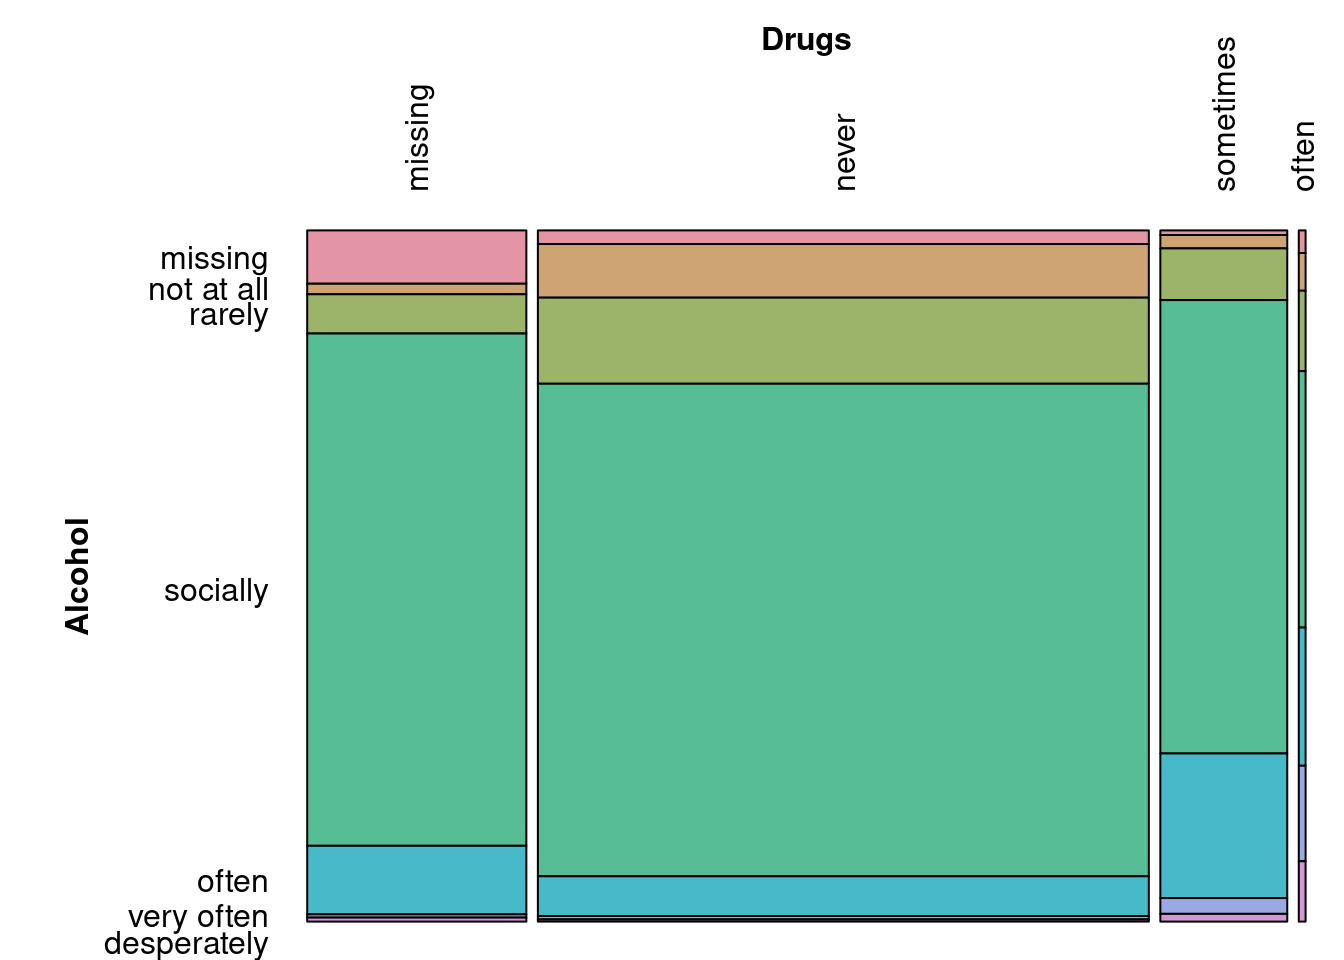 Drugs
missing
never
sometimes
often
Alcohol
missing
not at all
rarely
socially
often
very often
desperately